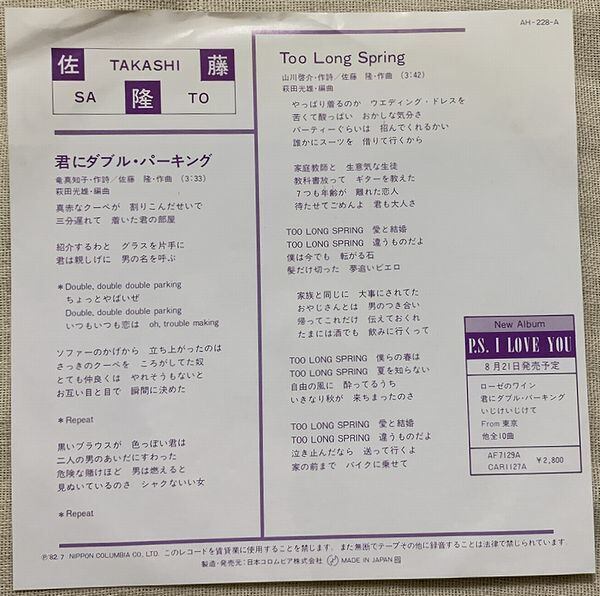 AH-228-A
佐 TAKASHI 藤
SA 隆 TO
君にダブル・パーキング
竜真知子・作詩／佐藤 隆・作曲 (3:33)
萩田光雄・編曲
真赤なクーペが 割りこんだせいで
三分遅れて 着いた君の部屋
紹介するわと グラスを片手に
君は親しげに 男の名を呼ぶ
＊Double, double double parking
ちょっとやばいぜ
Double, double double parking
いつもいつも恋は oh, trouble making
ソファーのかげから 立ち上がったのは
さっきのクーペを ころがしてた奴
とても仲良くは やれそうもないと
お互い目と目で 瞬間に決めた
＊Repeat
黒いブラウスが 色っぽい君は
二人の男のあいだにすわった
危険な賭けほど 男は燃えると
見ぬいているのさ シャクなない女
＊Repeat
Too Long Spring
山川啓介・作詩／佐藤 隆・作曲 (3:42)
萩田光雄・編曲
やっぱり着るのか ウエディング・ドレスを
苦くて酸っぱい おかしな気分さ
パーティーぐらいは 招んでくれるかい
誰かにスーツを 借りて行くから
家庭教師と 生意気な生徒
教科書放って ギターを教えた
7つも年齢が 離れた恋人
待たせてごめんよ 君も大人さ
TOO LONG SPRING 愛と結婚
TOO LONG SPRING 違うものだよ
僕は今でも 転がる石
髪だけ切った 夢追いピエロ
家族と同じに 大事にされてた
おやじさんとは 男のつき合い
帰ってこれだけ 伝えておくれ
たまには酒でも 飲みに行くって
TOO LONG SPRING 僕らの春は
TOO LONG SPRING 夏を知らない
自由の風に 酔ってるうち
いきなり秋が 来ちまったのさ
TOO LONG SPRING 愛と結婚
TOO LONG SPRING 違うものだよ
泣き止んだなら 送って行くよ
家の前まで バイクに乗せて
New Album
P.S. I LOVE YOU
8月21日発売予定
ローゼのワイン
君にダブル・パーキング
いじけいじけて
From 東京
他全10曲
AF7129A
CAR1127A
￥2,800
Ⓟ'82.7 NIPPON COLUMBIA CO., LTD. このレコードを賃貸業に使用することを禁じます。また無断でテープその他に録音することは法律で禁じられています。
製造・発売元：日本コロムビア株式会社 MADE IN JAPAN